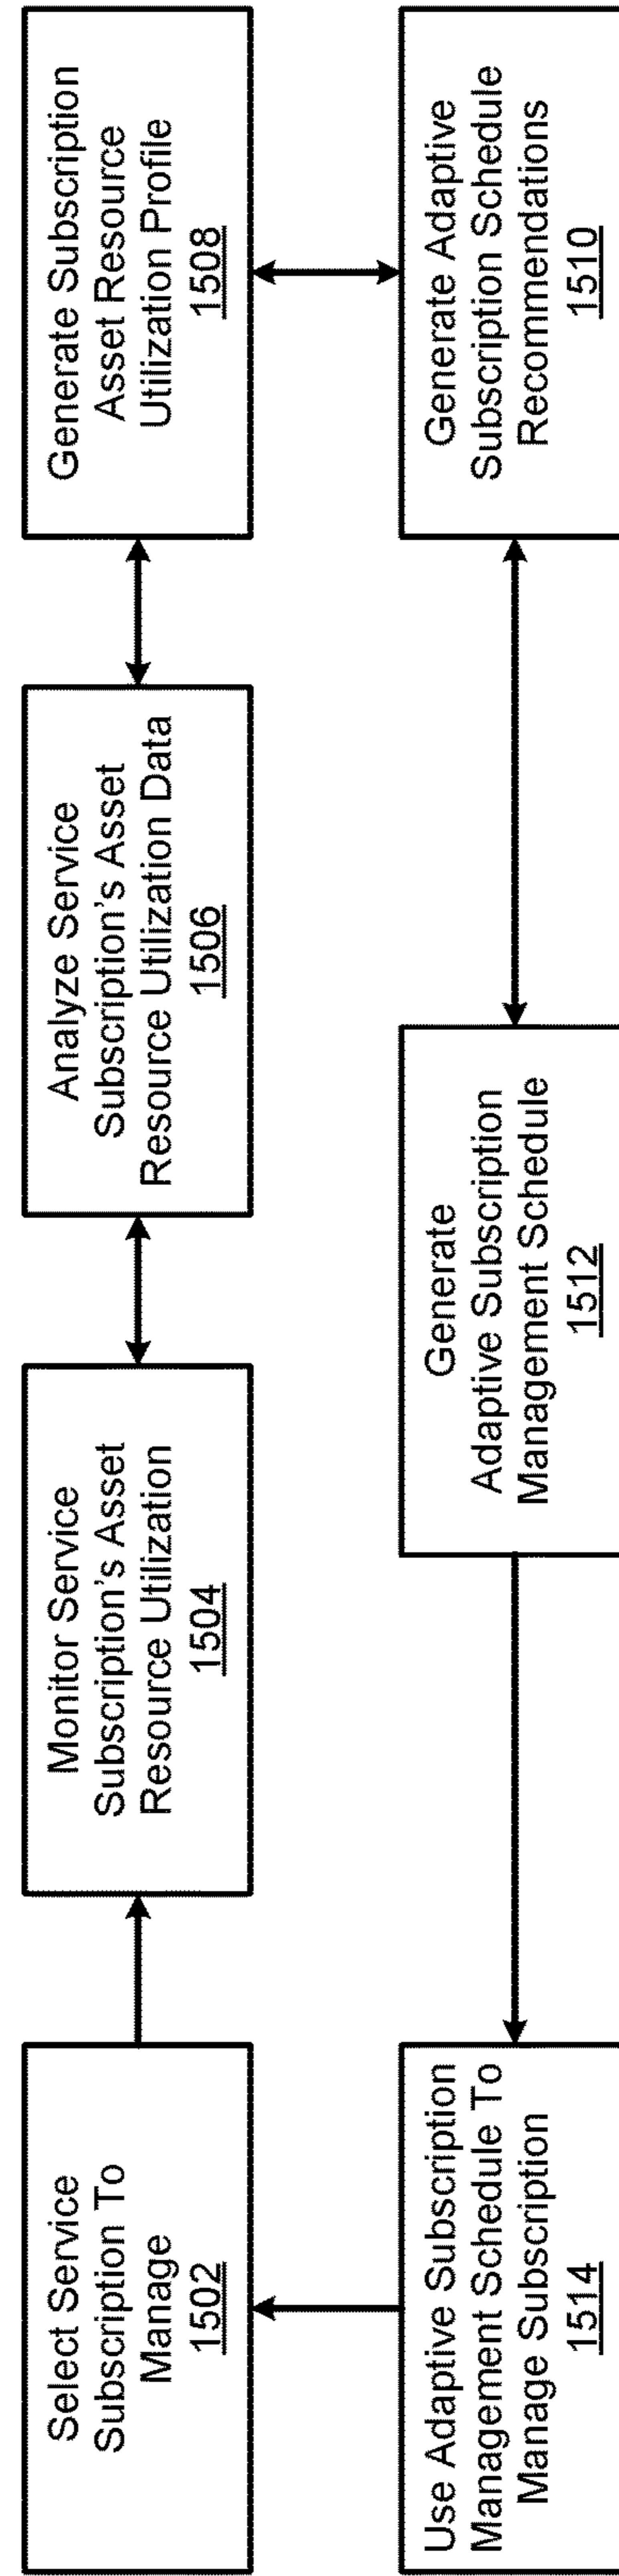 Select Service
Subscription To
Manage
1502
Monitor Service
Subscription's Asset
Resource Utilization
1504
Analyze Service
Subscription's Asset
Resource Utilization Data
1506
Generate Subscription
Asset Resource
Utilization Profile
1508
Generate Adaptive
Subscription Schedule
Recommendations
1510
Generate
Adaptive Subscription
Management Schedule
1512
Use Adaptive Subscription
Management Schedule To
Manage Subscription
1514